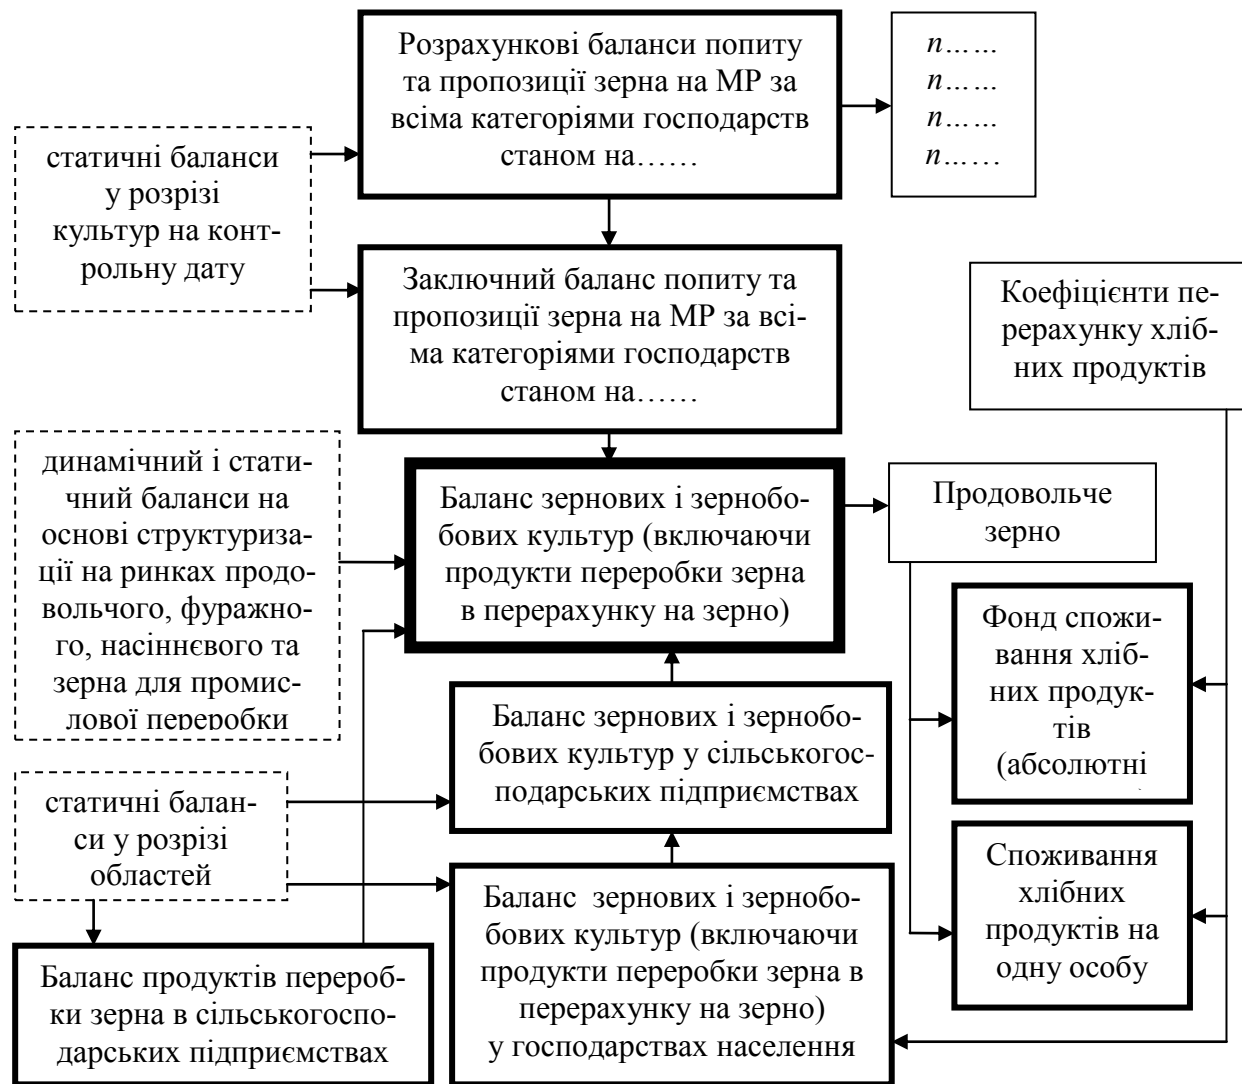 Розрахункові баланси попиту
та пропозиції зерна на МР за
всіма категоріями господарств
станом на……
n……
n……
n……
n……
статичні баланси
у розрізі
культур на конт-
рольну дату
Заключний баланс попиту та
пропозиції зерна на МР за всі-
ма категоріями господарств
станом на……
Коефіцієнти пе-
рерахунку хліб-
них продуктів
динамічний і стати-
чний баланси на
основі структуриза-
ції на ринках продо-
вольчого, фуражно-
го, насіннєвого та
зерна для промис-
лової переробки
Баланс зернових і зернобо-
бових культур (включаючи
продукти переробки зерна
в перерахунку на зерно)
Продовольче
зерно
Фонд спожи-
вання хліб-
них продук-
тів
(абсолютні
Баланс зернових і зернобо-
бових культур у сільськогос-
подарських підприємствах
статичні балан-
си у розрізі
областей
Споживання
хлібних
продуктів на
одну особу
Баланс зернових і зернобо-
бових культур (включаючи
продукти переробки зерна в
перерахунку на зерно)
у господарствах населення
Баланс продуктів перероб-
ки зерна в сільськогоспо-
дарських підприємствах